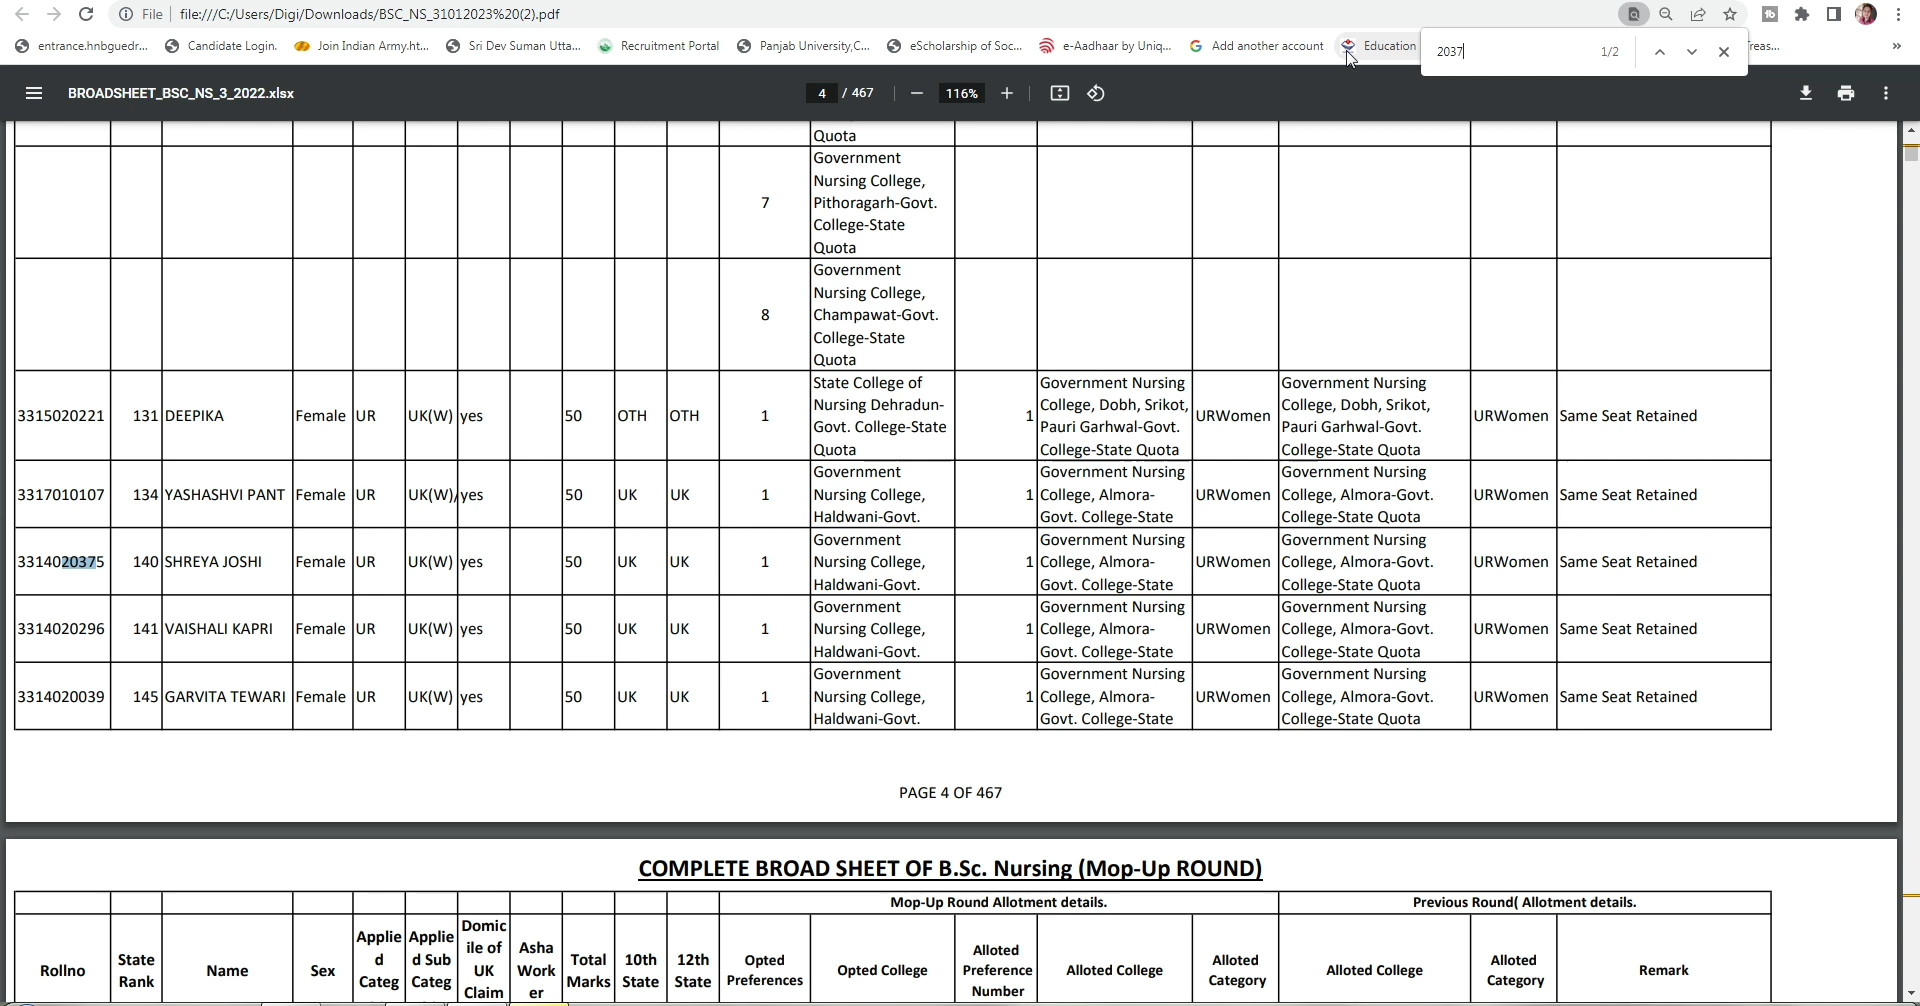 File file:///C:/Users/Digi/Downloads/BSC_NS_31012023%20(2).pdf
entrance.hnbguedr... Candidate Login. Join Indian Army.ht... Sri Dev Suman Utta... Recruitment Portal Panjab University,C... eScholarship of Soc... e-Aadhaar by Uniq... Add another account Education
2037 1/2
reas... »
BROADSHEET_BSC_NS_3_2022.xlsx 4 / 467 116%
Quota
7 Government
Nursing College,
Pithoragarh-Govt.
College-State
Quota
8 Government
Nursing College,
Champawat-Govt.
College-State
Quota
3315020221 131 DEEPIKA Female UR UK(W) yes 50 OTH OTH 1
State College of
Nursing Dehradun-
Govt. College-State
Quota
1
Government Nursing
College, Dobh, Srikot,
Pauri Garhwal-Govt.
College-State Quota
URWomen
Government Nursing
College, Dobh, Srikot,
Pauri Garhwal-Govt.
College-State Quota
URWomen Same Seat Retained
3317010107 134 YASHASHVI PANT Female UR UK(W), yes 50 UK UK 1
Government
Nursing College,
Haldwani-Govt.
1
Government Nursing
College, Almora-
Govt. College-State
URWomen
Government Nursing
College, Almora-Govt.
College-State Quota
URWomen Same Seat Retained
3314020375 140 SHREYA JOSHI Female UR UK(W) yes 50 UK UK 1
Government
Nursing College,
Haldwani-Govt.
1
Government Nursing
College, Almora-
Govt. College-State
URWomen
Government Nursing
College, Almora-Govt.
College-State Quota
URWomen Same Seat Retained
3314020296 141 VAISHALI KAPRI Female UR UK(W) yes 50 UK UK 1
Government
Nursing College,
Haldwani-Govt.
1
Government Nursing
College, Almora-
Govt. College-State
URWomen
Government Nursing
College, Almora-Govt.
College-State Quota
URWomen Same Seat Retained
3314020039 145 GARVITA TEWARI Female UR UK(W) yes 50 UK UK 1
Government
Nursing College,
Haldwani-Govt.
1
Government Nursing
College, Almora-
Govt. College-State
URWomen
Government Nursing
College, Almora-Govt.
College-State Quota
URWomen Same Seat Retained
PAGE 4 OF 467
COMPLETE BROAD SHEET OF B.Sc. Nursing (Mop-Up ROUND)
Mop-Up Round Allotment details. Previous Round( Allotment details.
Rollno
State
Rank
Name
Sex
Applie
d
Categ
Applie
d Sub
Categ
Domic
ile of
UK
Claim
Asha
Work
er
Total
Marks
10th
State
12th
State
Opted
Preferences
Opted College
Alloted
Preference
Number
Alloted College
Alloted
Category
Alloted College
Alloted
Category
Remark